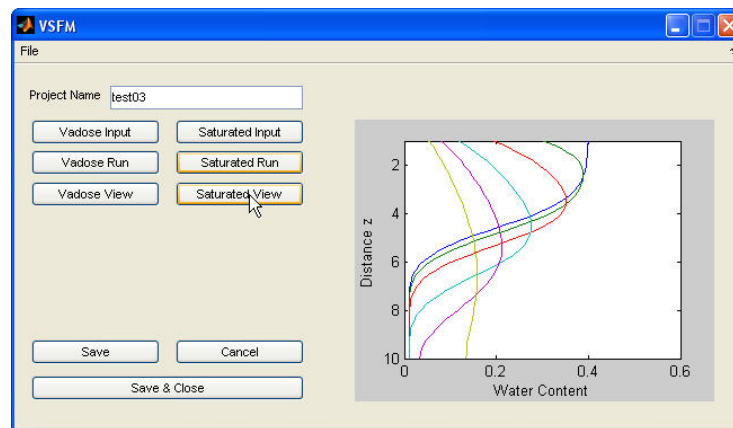 VSFM
File
Project Name test03
Vadose Input Saturated Input
Vadose Run Saturated Run
Vadose View Saturated View
Save Cancel
Save & Close
Distance z
2
4
6
8
10
0 0.2 0.4 0.6
Water Content